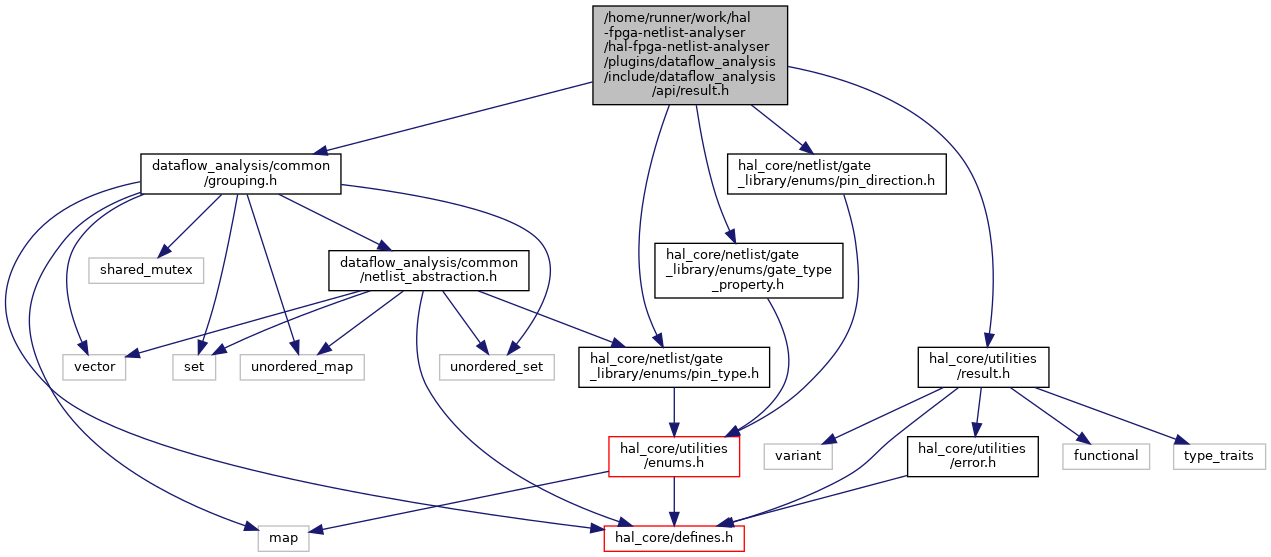 /home/runner/work/hal
-fpga-netlist-analyser
/hal-fpga-netlist-analyser
/plugins/dataflow_analysis
/include/dataflow_analysis
/api/result.h
dataflow_analysis/common
/grouping.h
hal_core/netlist/gate
_library/enums/pin_direction.h
shared_mutex
dataflow_analysis/common
/netlist_abstraction.h
hal_core/netlist/gate
_library/enums/gate_type
_property.h
vector
set
unordered_map
unordered_set
hal_core/netlist/gate
_library/enums/pin_type.h
hal_core/utilities
/result.h
hal_core/utilities
/enums.h
variant
hal_core/utilities
/error.h
functional
type_traits
map
hal_core/defines.h